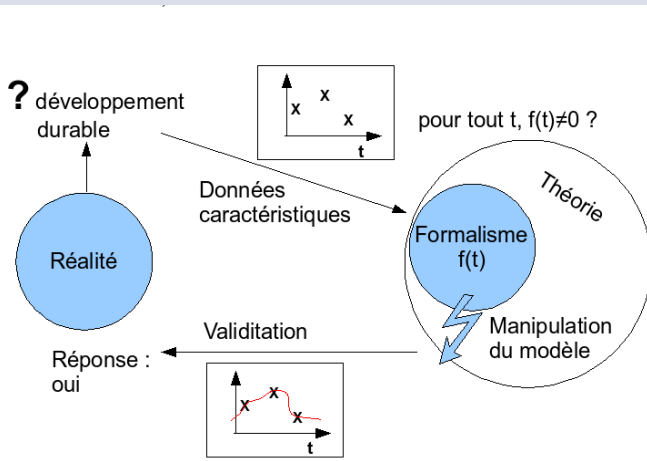 ? développement
durable
x
x
x
t
pour tout t, f(t)≠0 ?
Théorie
Données
caractéristiques
Formalisme
f(t)
Réalité
Validitation
Manipulation
du modèle
Réponse :
oui
x
x
x
t